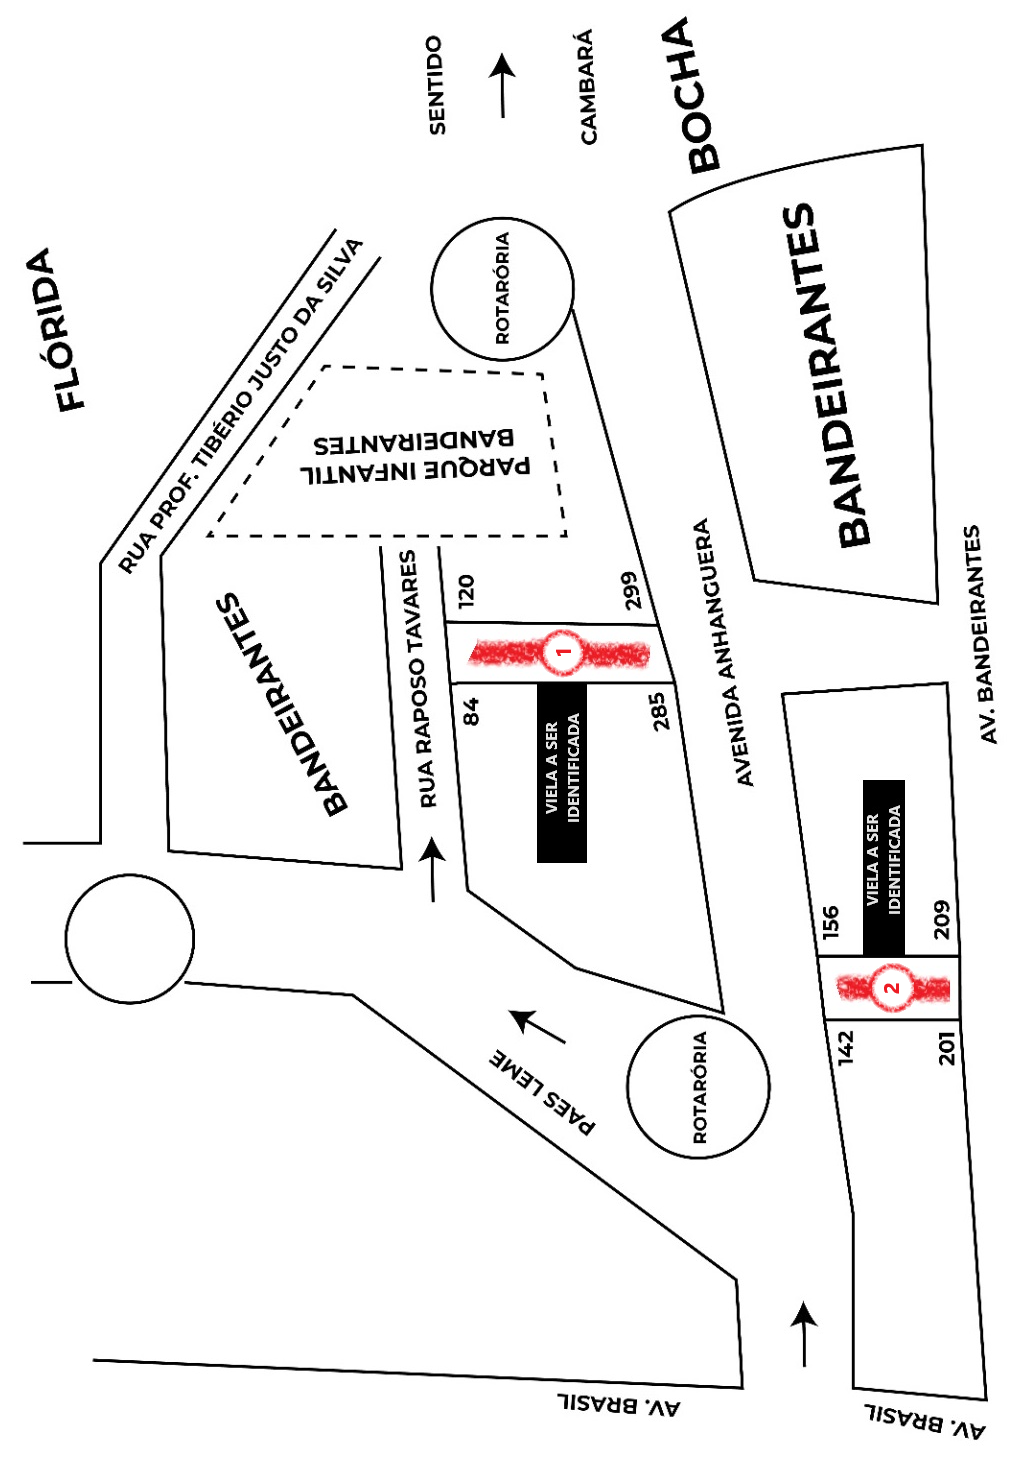 SENTIDO
CAMBARÁ
BOCHA
FLÓRIDA
RUA PROF. TIBÉRIO JUSTO DA SILVA
ROTARÓRIA
BANDEIRANTES
PARQUE INFANTIL
BANDEIRANTES
BANDEIRANTES
RUA RAPOSO TAVARES
120
299
1
84
285
VIELA A SER
IDENTIFICADA
AVENIDA ANHANGUERA
AV. BANDEIRANTES
VIELA A SER
IDENTIFICADA
156
209
2
142
201
PAES LEME
ROTARÓRIA
AV. BRASIL
AV. BRASIL